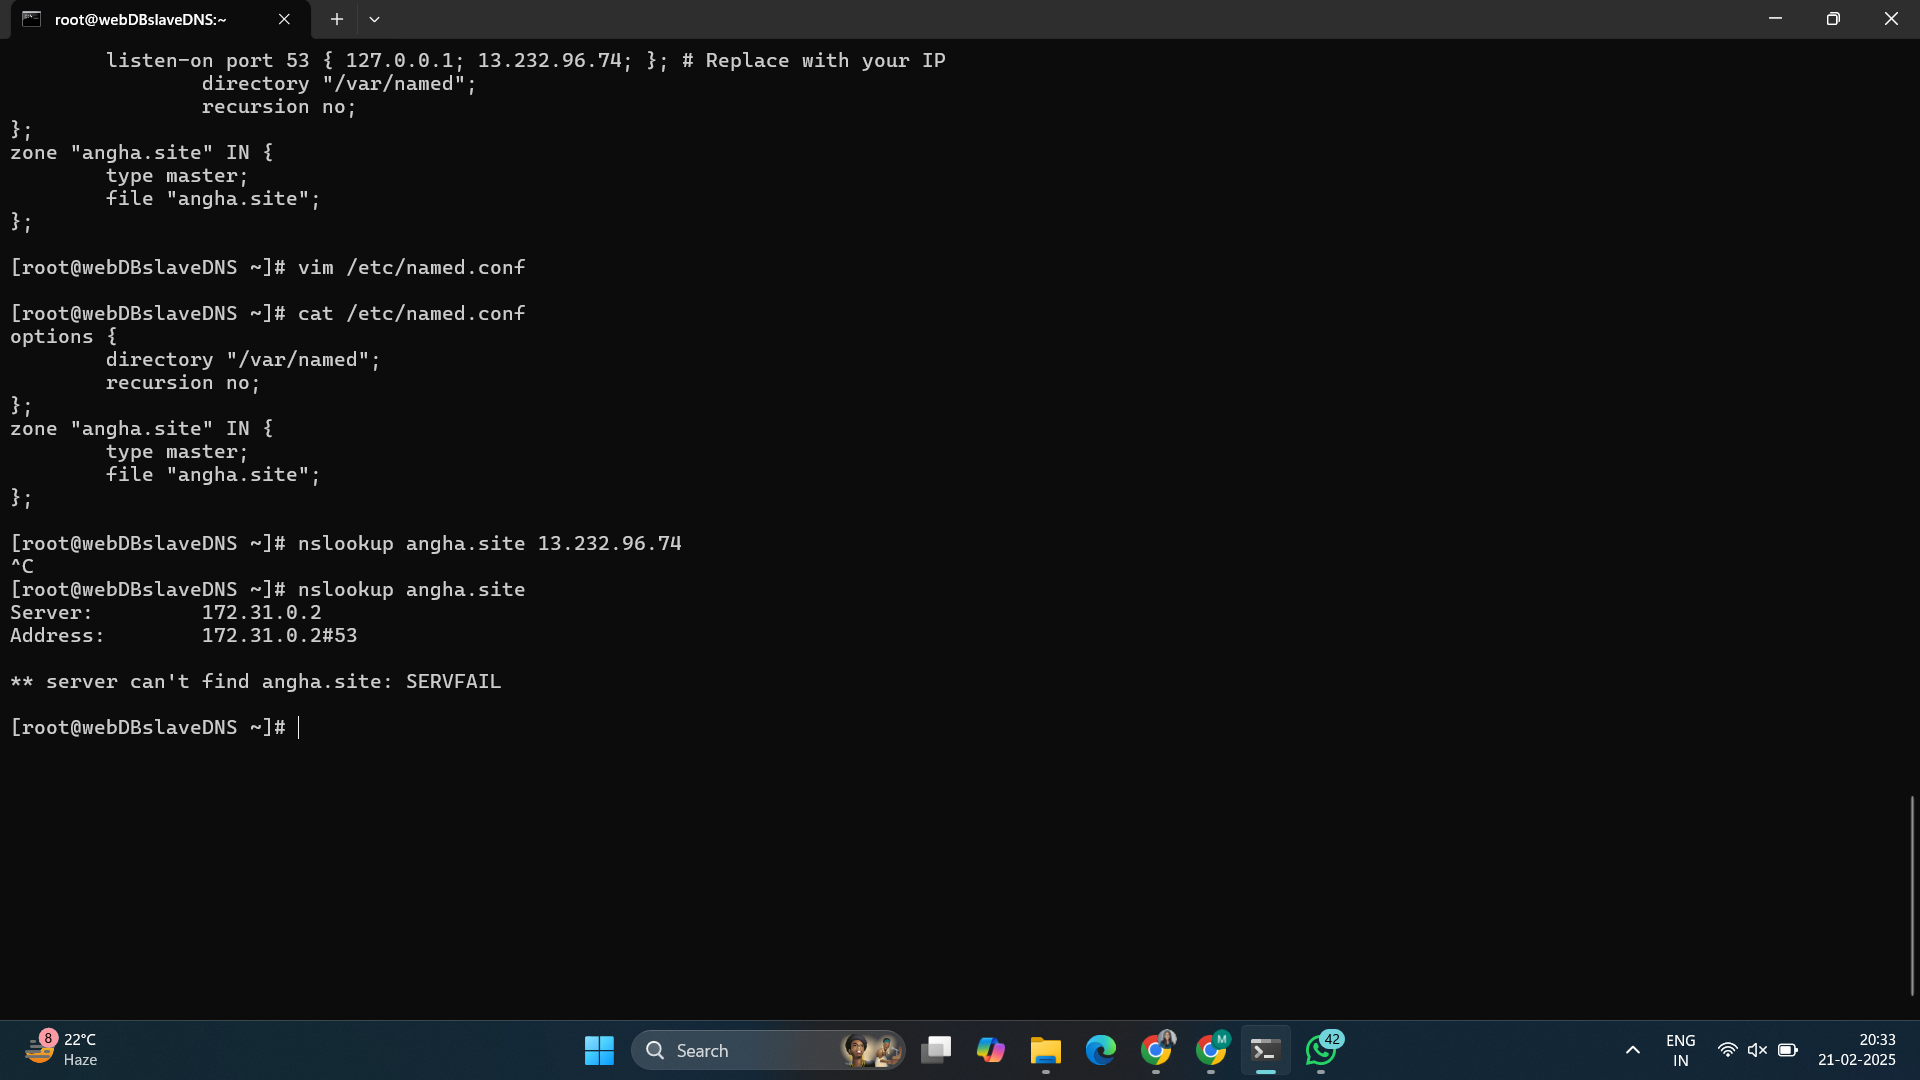 root@webDBslaveDNS:~
listen-on port 53 { 127.0.0.1; 13.232.96.74; }; # Replace with your IP
directory "/var/named";
recursion no;
};
zone "angha.site" IN {
type master;
file "angha.site";
};
[root@webDBslaveDNS ~]# vim /etc/named.conf
[root@webDBslaveDNS ~]# cat /etc/named.conf
options {
directory "/var/named";
recursion no;
};
zone "angha.site" IN {
type master;
file "angha.site";
};
[root@webDBslaveDNS ~]# nslookup angha.site 13.232.96.74
^C
[root@webDBslaveDNS ~]# nslookup angha.site
Server: 172.31.0.2
Address: 172.31.0.2#53
** server can't find angha.site: SERVFAIL
[root@webDBslaveDNS ~]#
8
22°C
Haze
Search
M
42
ENG
IN
20:33
21-02-2025